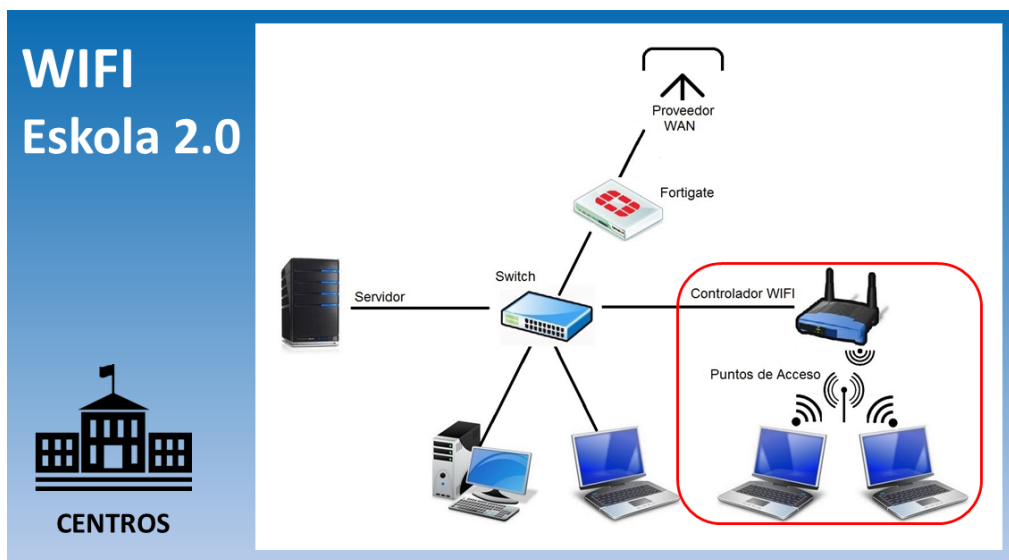 WIFI
Eskola 2.0
CENTROS
Proveedor
WAN
Fortigate
Switch
Servidor
Controlador WIFI
Puntos de Acceso